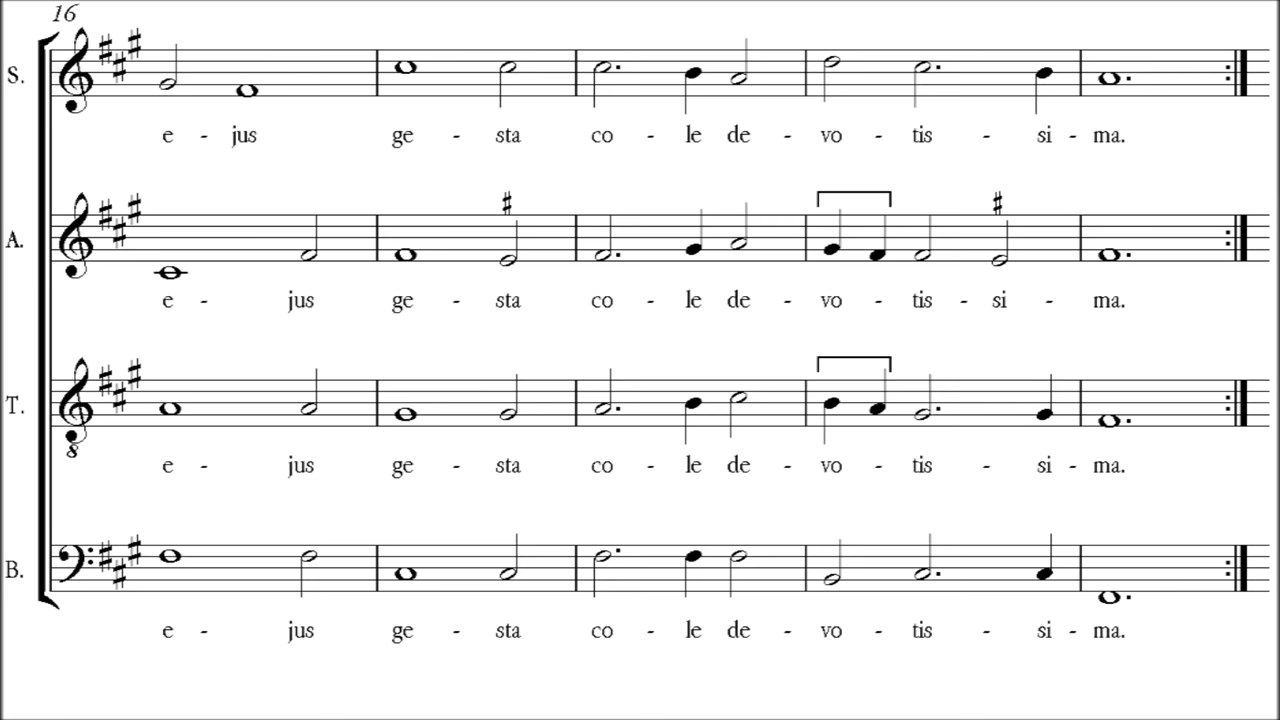 16
S.
e - jus ge - sta co - le de - vo - tis - si - ma.
A.
e - jus ge - sta co - le de - vo - tis - si - ma.
T.
8
e - jus ge - sta co - le de - vo - tis - si - ma.
B.
e - jus ge - sta co - le de - vo - tis - si - ma.